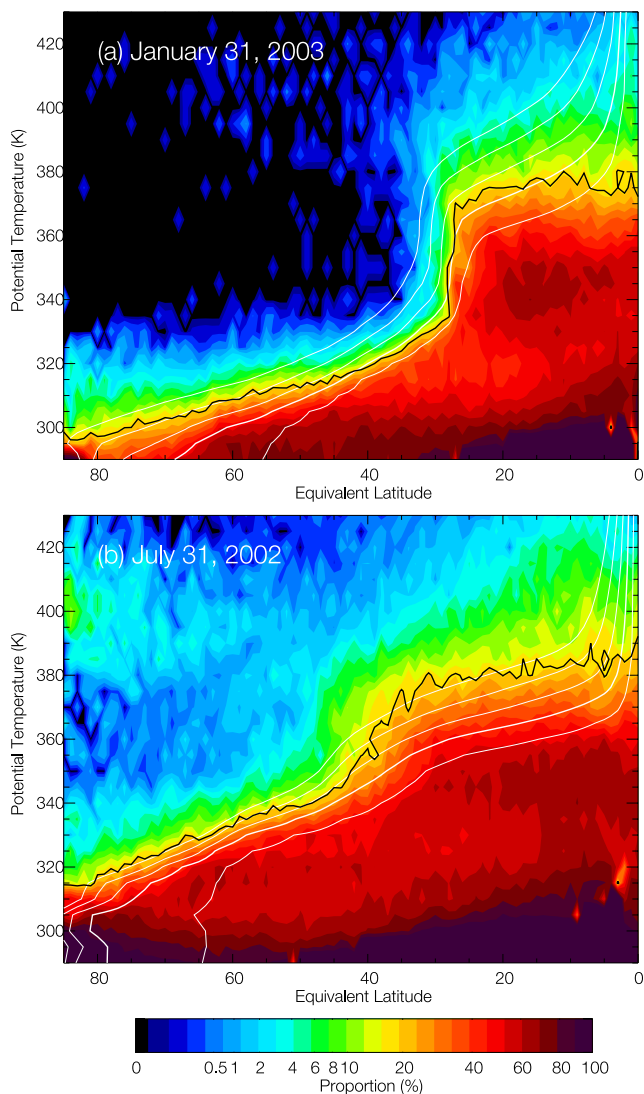 (a) January 31, 2003
420
400
380
360
340
320
300
Potential Temperature (K)
80 60 40 20 0
Equivalent Latitude
(b) July 31, 2002
420
400
380
360
340
320
300
Potential Temperature (K)
80 60 40 20 0
Equivalent Latitude
0 0.5 1 2 4 6 8 10 20 40 60 80 100
Proportion (%)